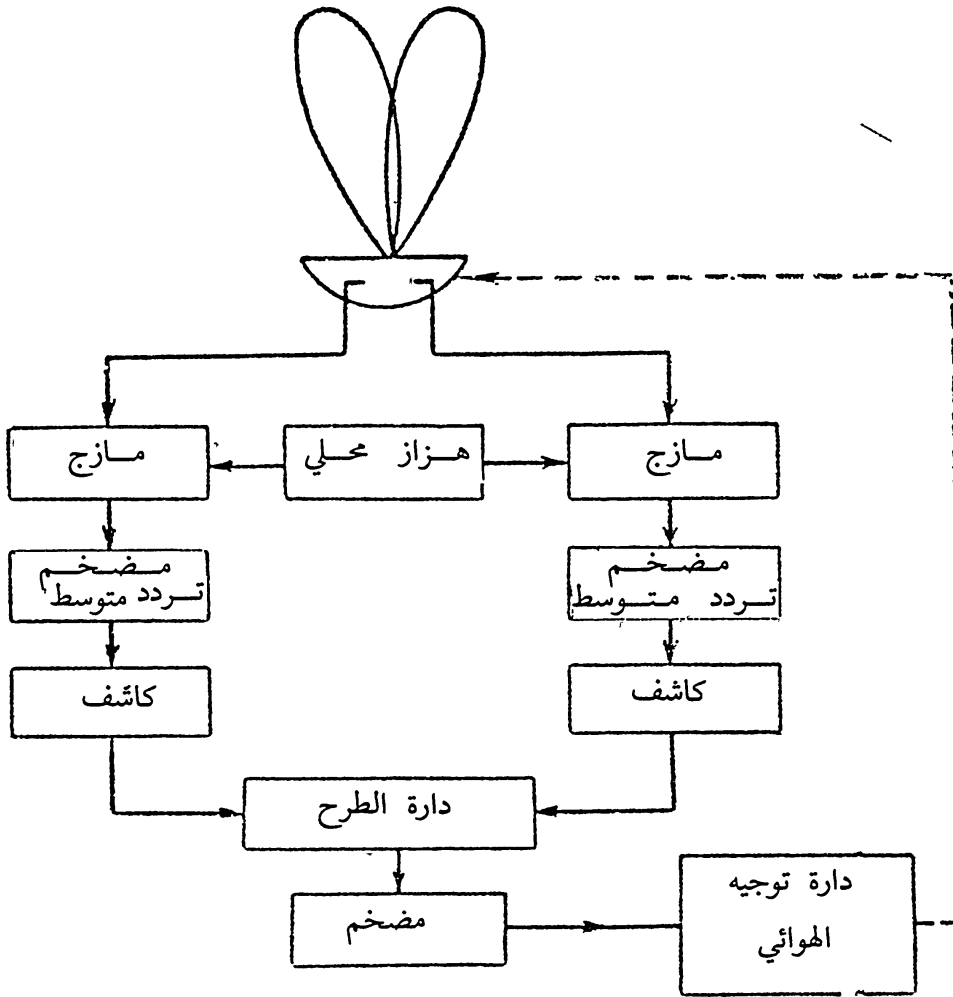 مازج
هزاز محلي
مازج
مضخم
تردد متوسط
مضخم
تردد متوسط
كاشف
كاشف
دارة الطرح
دارة توجيه
الهوائي
مضخم